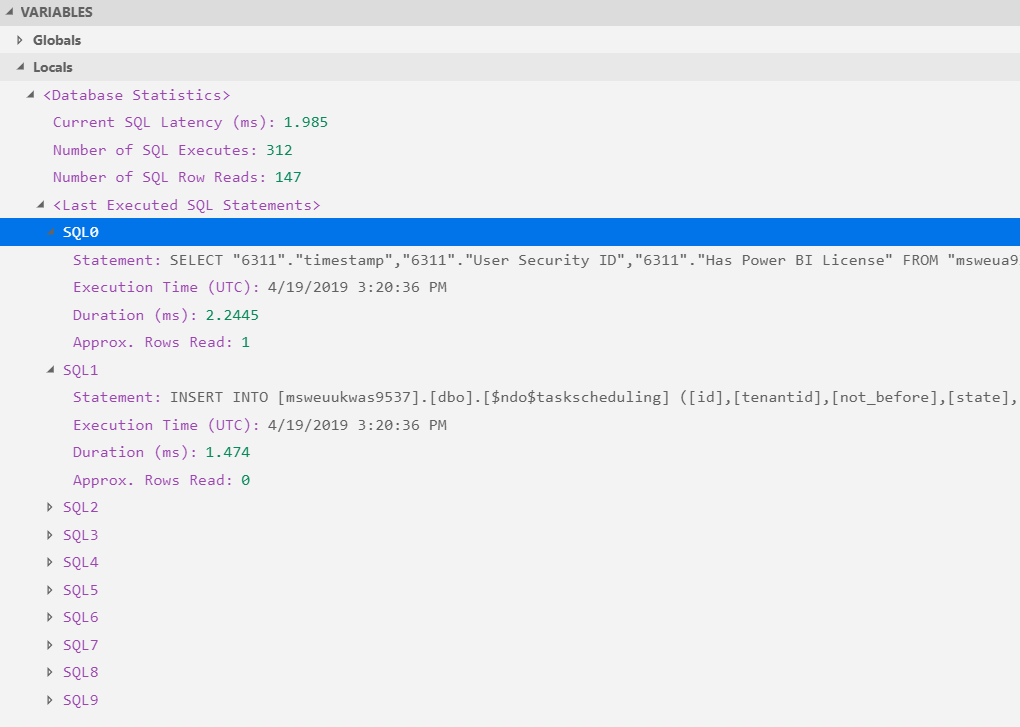 VARIABLES
Globals
Locals
<Database Statistics>
Current SQL Latency (ms): 1.985
Number of SQL Executes: 312
Number of SQL Row Reads: 147
<Last Executed SQL Statements>
SQL0
Statement: SELECT "6311"."timestamp","6311"."User Security ID","6311"."Has Power BI License" FROM "msweua9
Execution Time (UTC): 4/19/2019 3:20:36 PM
Duration (ms): 2.2445
Approx. Rows Read: 1
SQL1
Statement: INSERT INTO [msweuukwas9537].[dbo].[$ndo$taskscheduling] ([id],[tenantid],[not_before],[state],
Execution Time (UTC): 4/19/2019 3:20:36 PM
Duration (ms): 1.474
Approx. Rows Read: 0
SQL2
SQL3
SQL4
SQL5
SQL6
SQL7
SQL8
SQL9